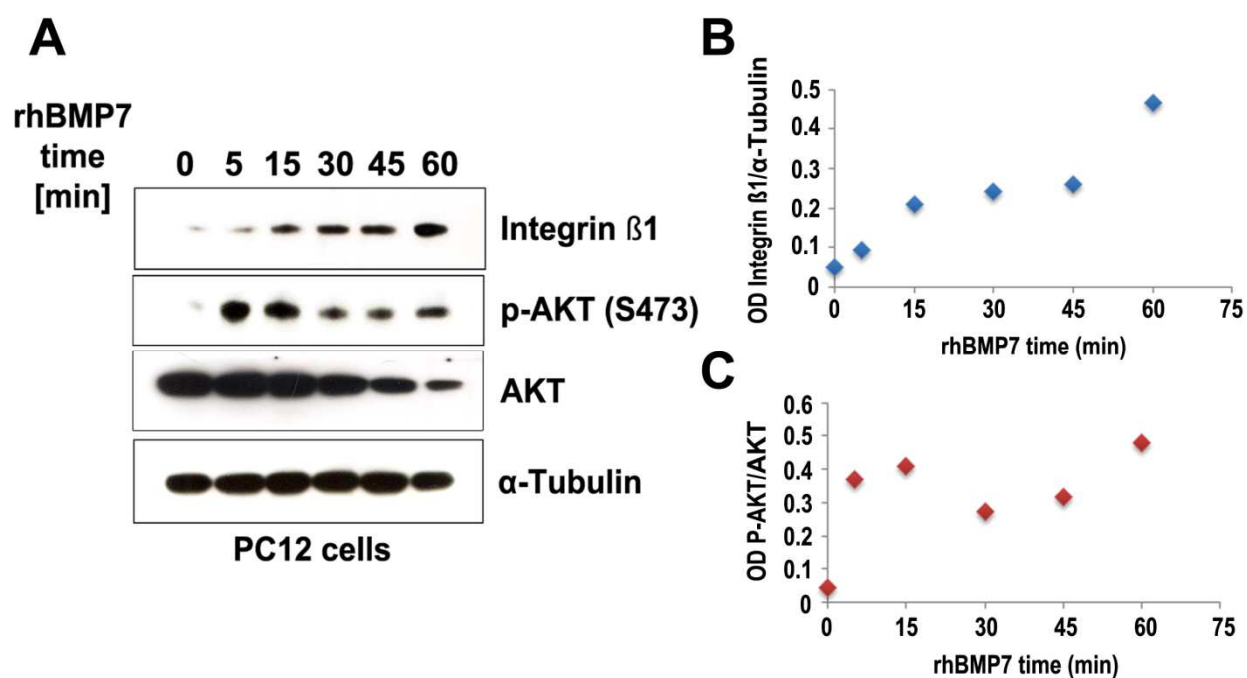 A
rhBMP7
time
[min]
0 5 15 30 45 60
Integrin ß1
p-AKT (S473)
AKT
α-Tubulin
PC12 cells
B
OD Integrin ß1/α-Tubulin
0.5
0.4
0.3
0.2
0.1
0
0 15 30 45 60 75
rhBMP7 time (min)
C
OD P-AKT/AKT
0.6
0.5
0.4
0.3
0.2
0.1
0
0 15 30 45 60 75
rhBMP7 time (min)